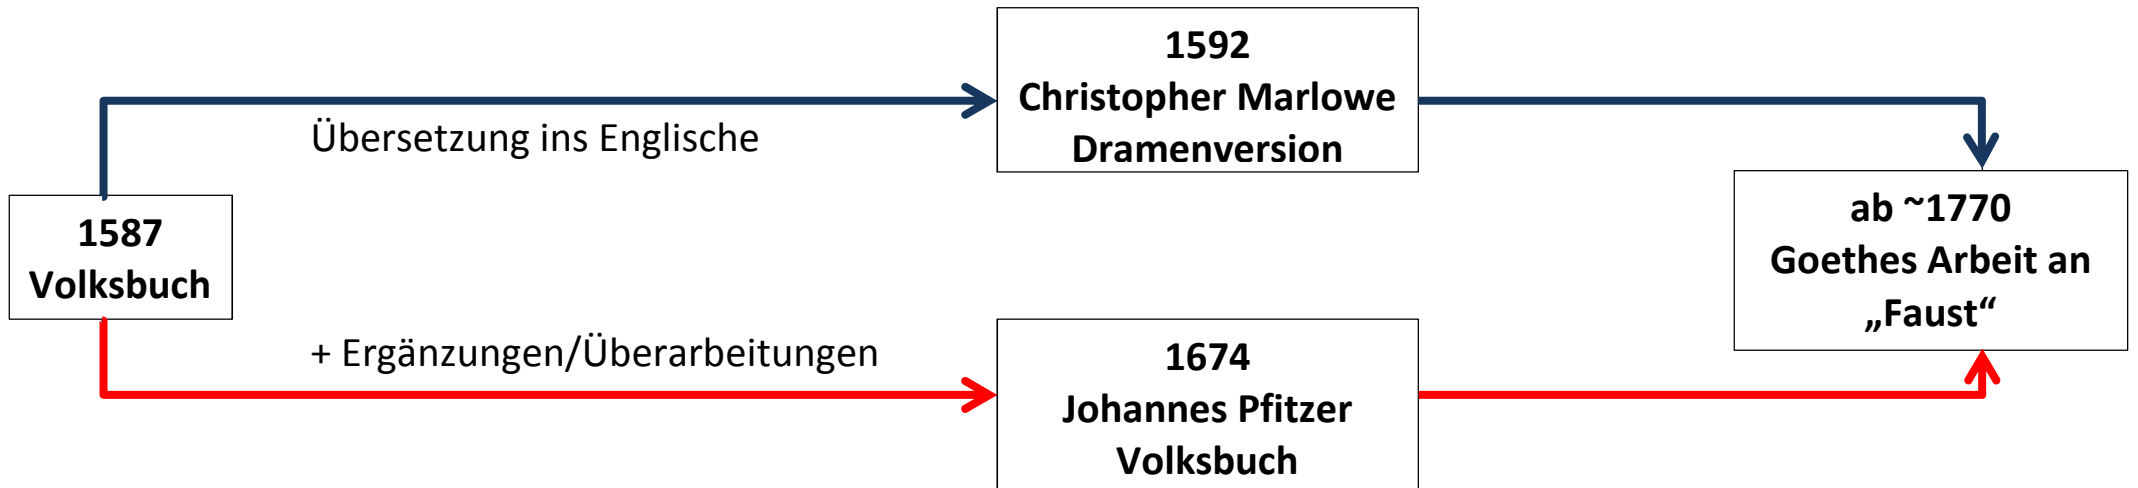 1587
Volksbuch
Übersetzung ins Englische
1592
Christopher Marlowe
Dramenversion
+ Ergänzungen/Überarbeitungen
1674
Johannes Pfitzer
Volksbuch
ab ~1770
Goethes Arbeit an
„Faust“